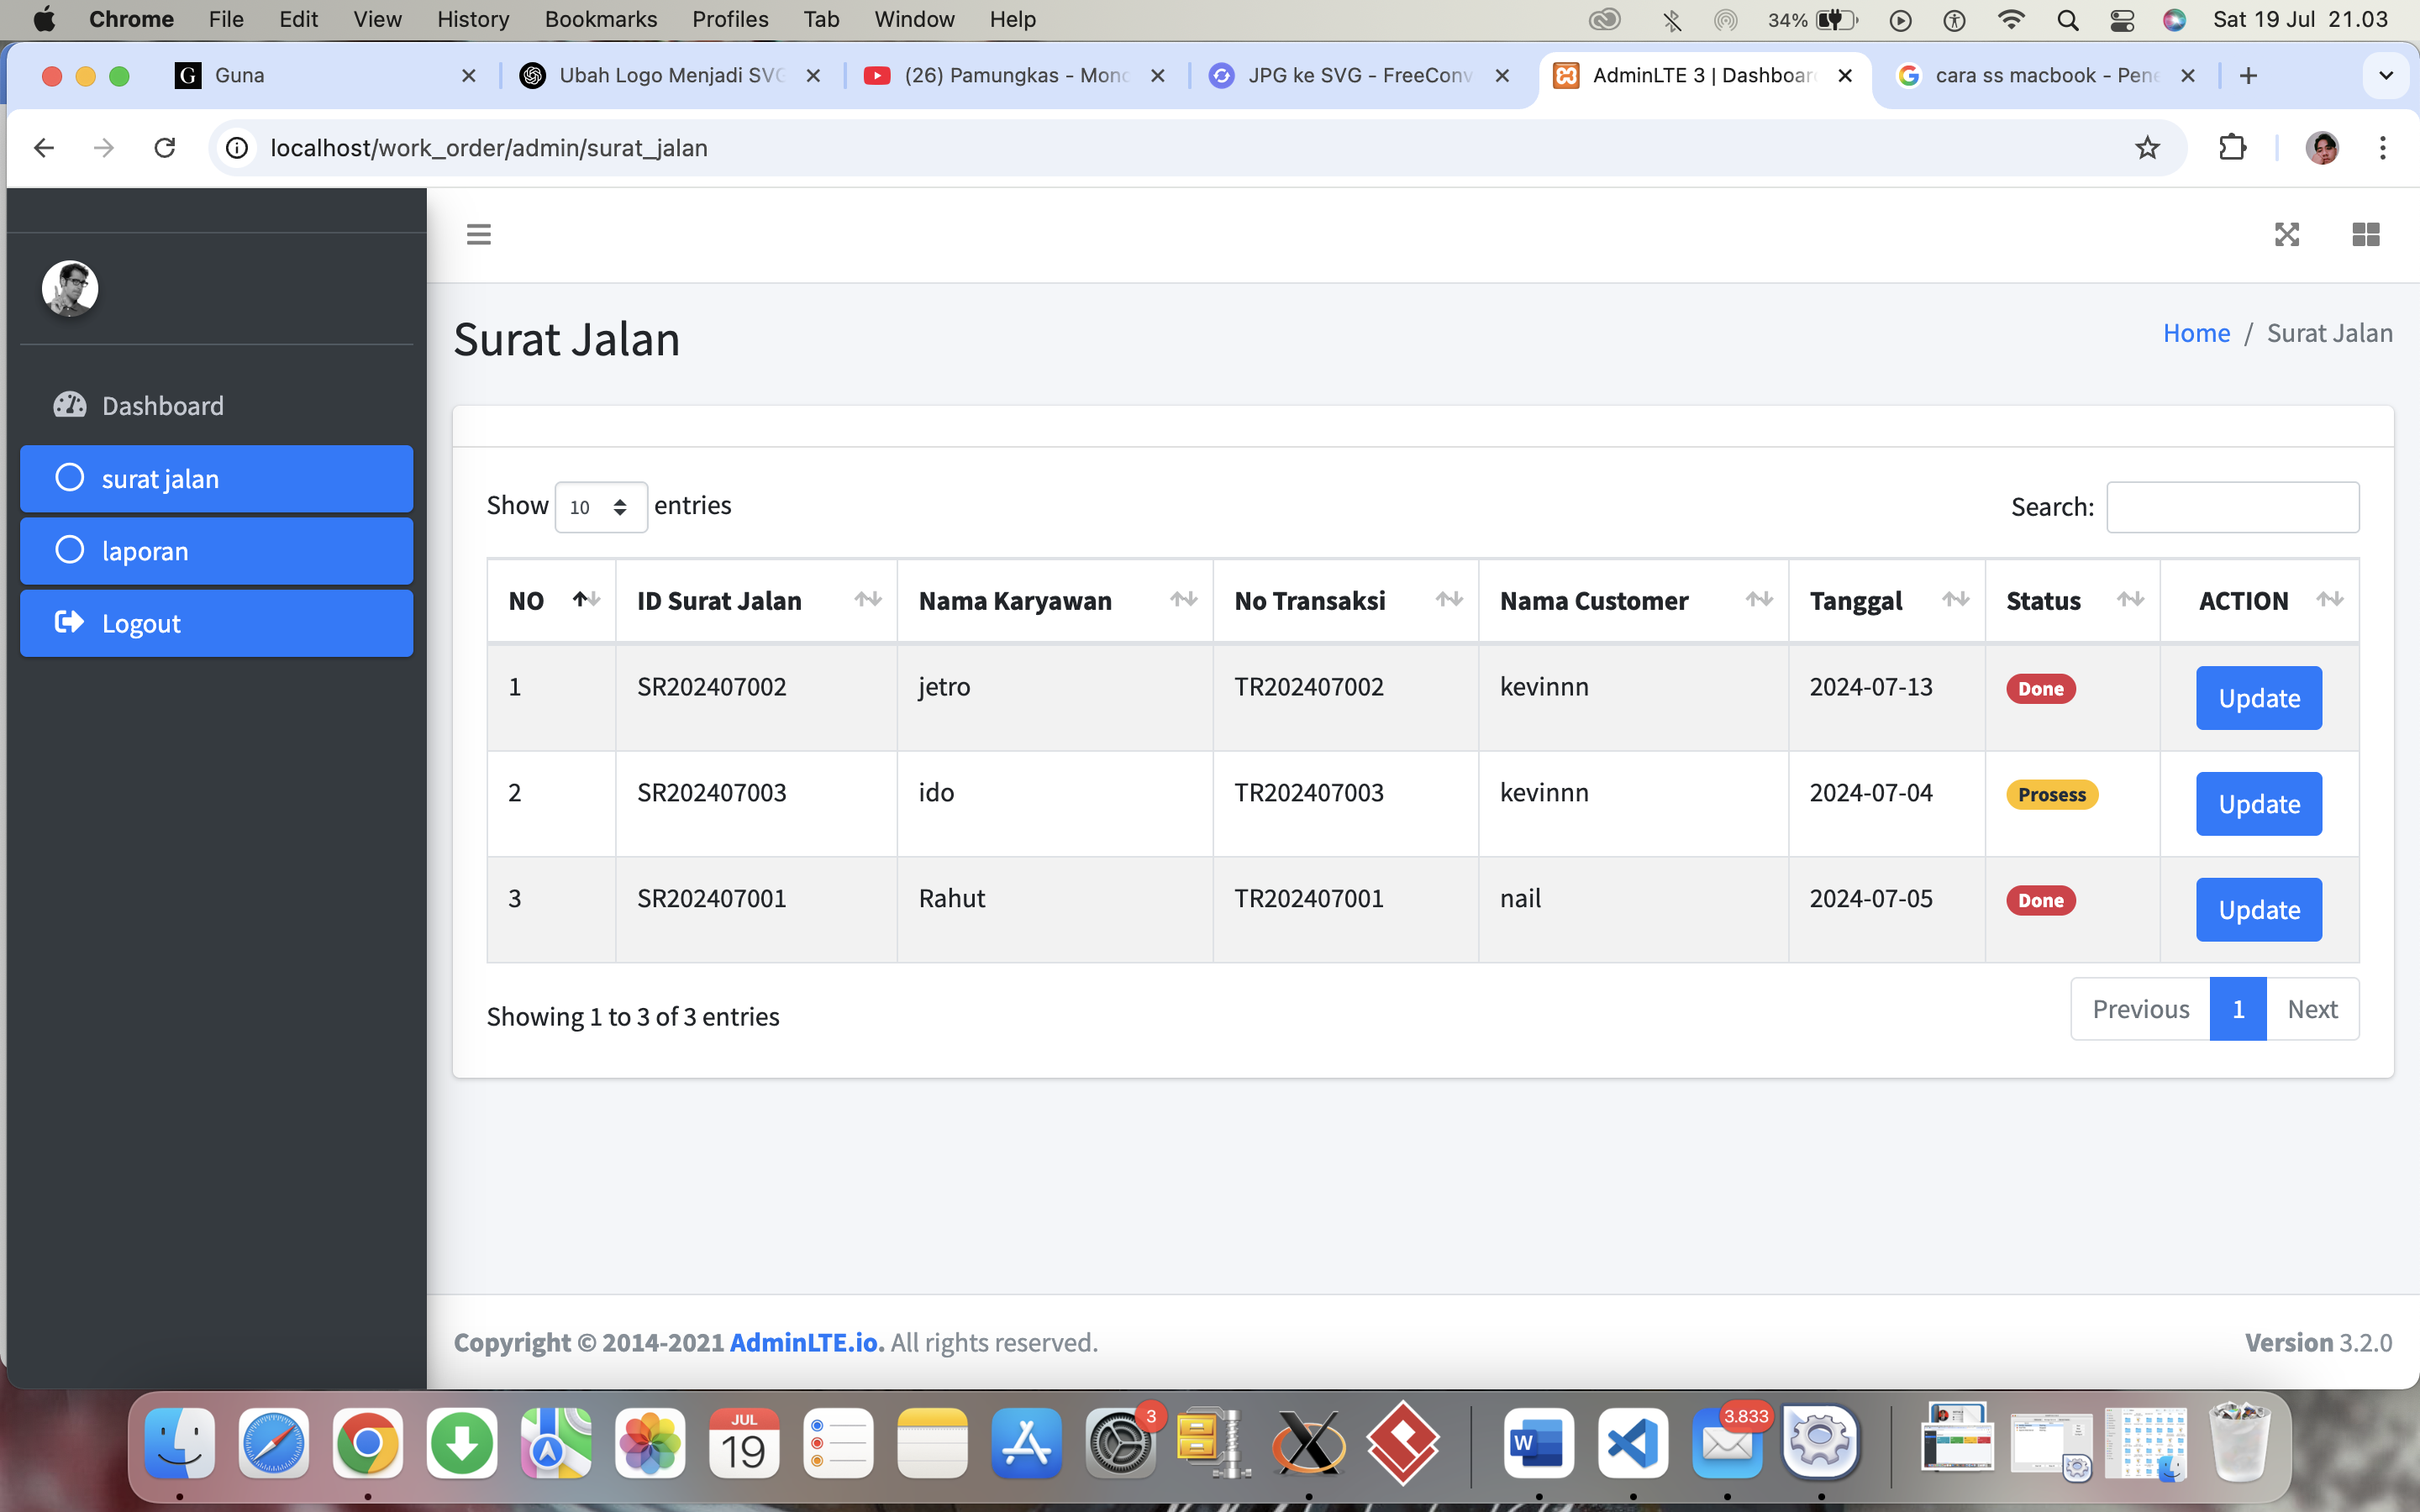 Chrome File Edit View History Bookmarks Profiles Tab Window Help 34% Sat 19 Jul 21.03
Guna
Ubah Logo Menjadi SVG
(26) Pamungkas - Mono
JPG ke SVG - FreeConv
AdminLTE 3 | Dashboar
cara ss macbook - Pene
localhost/work_order/admin/surat_jalan
Dashboard
surat jalan
laporan
Logout
Surat Jalan
Home / Surat Jalan
Show 10 entries
Search:
NO ID Surat Jalan Nama Karyawan No Transaksi Nama Customer Tanggal Status ACTION
1 SR202407002 jetro TR202407002 kevinnn 2024-07-13 Done Update
2 SR202407003 ido TR202407003 kevinnn 2024-07-04 Prosess Update
3 SR202407001 Rahut TR202407001 nail 2024-07-05 Done Update
Showing 1 to 3 of 3 entries
Previous 1 Next
Copyright © 2014-2021 AdminLTE.io. All rights reserved.
Version 3.2.0
JUL
19
3
W
3.833